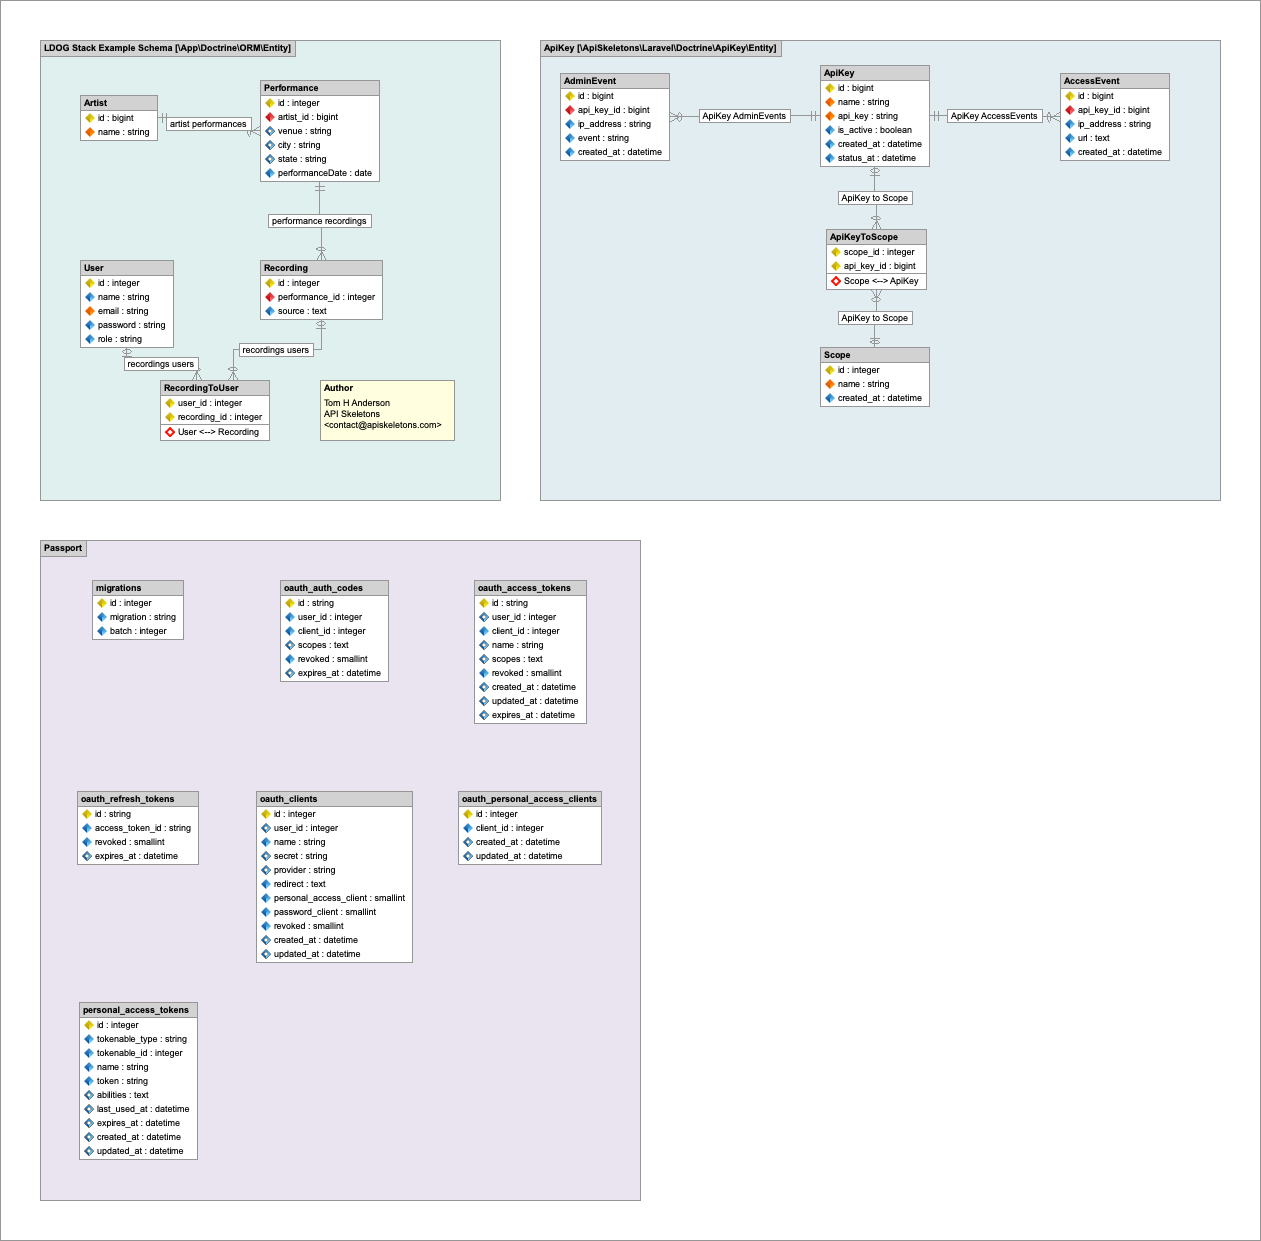 LDOG Stack Example Schema [\App\Doctrine\ORM\Entity]
Artist
id : bigint
name : string
artist performances
Performance
id : integer
artist_id : bigint
venue : string
city : string
state : string
performanceDate : date
performance recordings
User
id : integer
name : string
email : string
password : string
role : string
Recording
id : integer
performance_id : integer
source : text
recordings users
recordings users
RecordingToUser
user_id : integer
recording_id : integer
User <--> Recording
Author
Tom H Anderson
API Skeletons
<contact@apiskeletons.com>
ApiKey [\ApiSkeletons\Laravel\Doctrine\ApiKey\Entity]
AdminEvent
id : bigint
api_key_id : bigint
ip_address : string
event : string
created_at : datetime
ApiKey AdminEvents
ApiKey
id : bigint
name : string
api_key : string
is_active : boolean
created_at : datetime
status_at : datetime
ApiKey AccessEvents
AccessEvent
id : bigint
api_key_id : bigint
ip_address : string
url : text
created_at : datetime
ApiKey to Scope
ApiKeyToScope
scope_id : integer
api_key_id : bigint
Scope <--> ApiKey
ApiKey to Scope
Scope
id : integer
name : string
created_at : datetime
Passport
migrations
id : integer
migration : string
batch : integer
oauth_auth_codes
id : string
user_id : integer
client_id : integer
scopes : text
revoked : smallint
expires_at : datetime
oauth_access_tokens
id : string
user_id : integer
client_id : integer
name : string
scopes : text
revoked : smallint
created_at : datetime
updated_at : datetime
expires_at : datetime
oauth_refresh_tokens
id : string
access_token_id : string
revoked : smallint
expires_at : datetime
oauth_clients
id : integer
user_id : integer
name : string
secret : string
provider : string
redirect : text
personal_access_client : smallint
password_client : smallint
revoked : smallint
created_at : datetime
updated_at : datetime
oauth_personal_access_clients
id : integer
client_id : integer
created_at : datetime
updated_at : datetime
personal_access_tokens
id : integer
tokenable_type : string
tokenable_id : integer
name : string
token : string
abilities : text
last_used_at : datetime
expires_at : datetime
created_at : datetime
updated_at : datetime